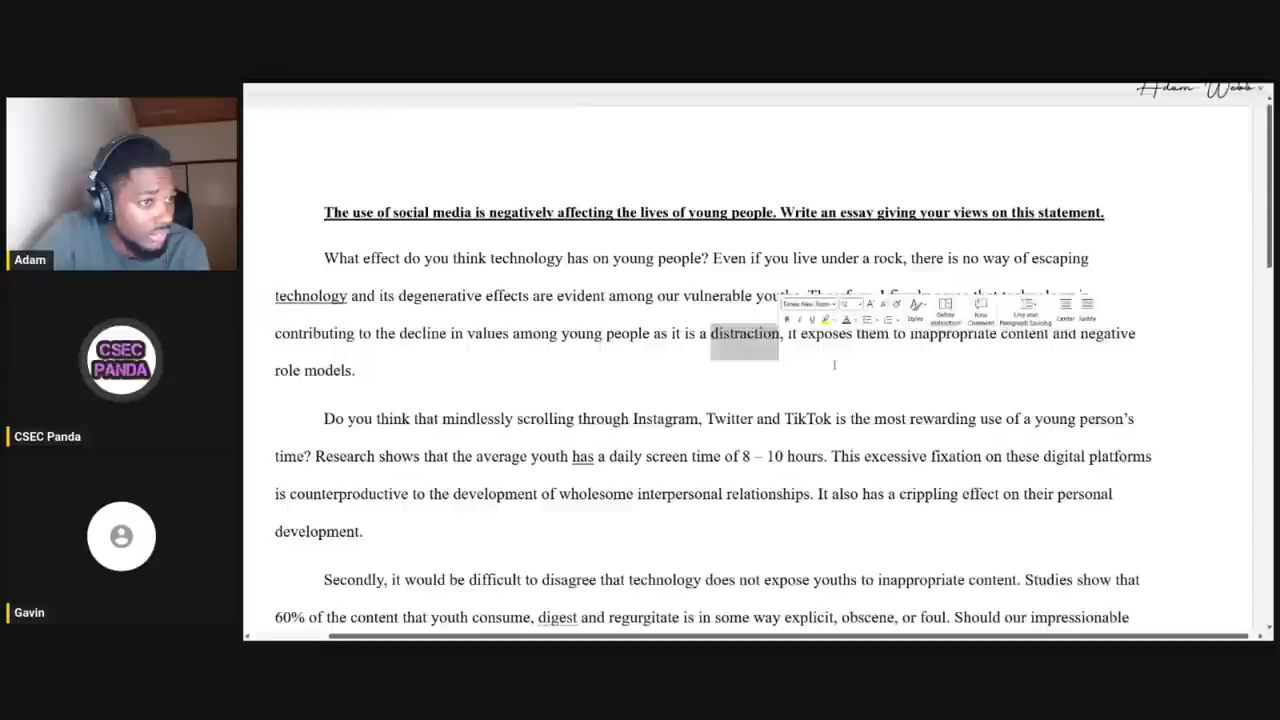 Adam Webb
Adam
CSEC
PANDA
CSEC Panda
Gavin
The use of social media is negatively affecting the lives of young people. Write an essay giving your views on this statement.
What effect do you think technology has on young people? Even if you live under a rock, there is no way of escaping
technology and its degenerative effects are evident among our vulnerable
contributing to the decline in values among young people as it is a distraction, it exposes them to inappropriate content and negative
role models.
Do you think that mindlessly scrolling through Instagram, Twitter and TikTok is the most rewarding use of a young person’s
time? Research shows that the average youth has a daily screen time of 8 – 10 hours. This excessive fixation on these digital platforms
is counterproductive to the development of wholesome interpersonal relationships. It also has a crippling effect on their personal
development.
Secondly, it would be difficult to disagree that technology does not expose youths to inappropriate content. Studies show that
60% of the content that youth consume, digest and regurgitate is in some way explicit, obscene, or foul. Should our impressionable